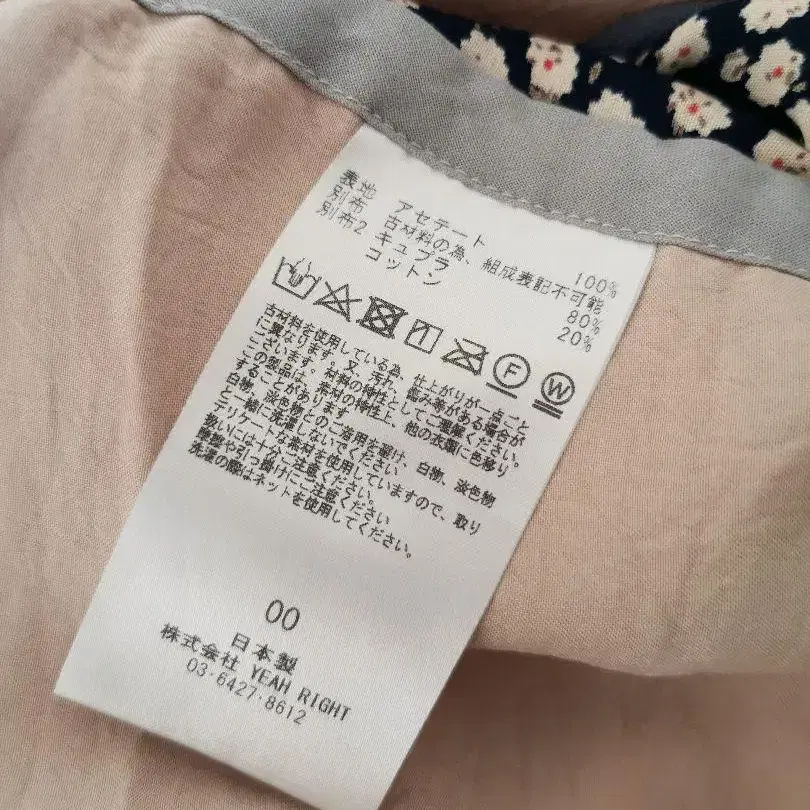 表地 アセテート 100%
別布 古材料の為、組成表記不可能
別布2 キュプラ 80%
コットン 20%
F W
古材料を使用している為、仕上がりが一点ごと
に異なります。又、汚れ、傷み等がある場合が
ございます。材料の特性としてご理解ください。
この製品は、素材の特性上、他の衣類に色移り
することがあります
白物、淡色物とのご着用を避け、白物、淡色物
と一緒に洗濯しないでください
デリケートな素材を使用していますので、取り
扱いには十分ご注意ください。
摩擦や引っ掛けにご注意ください
洗濯の際はネットを使用してください。
00
日本製
株式会社 YEAH RIGHT
03-6427-8612